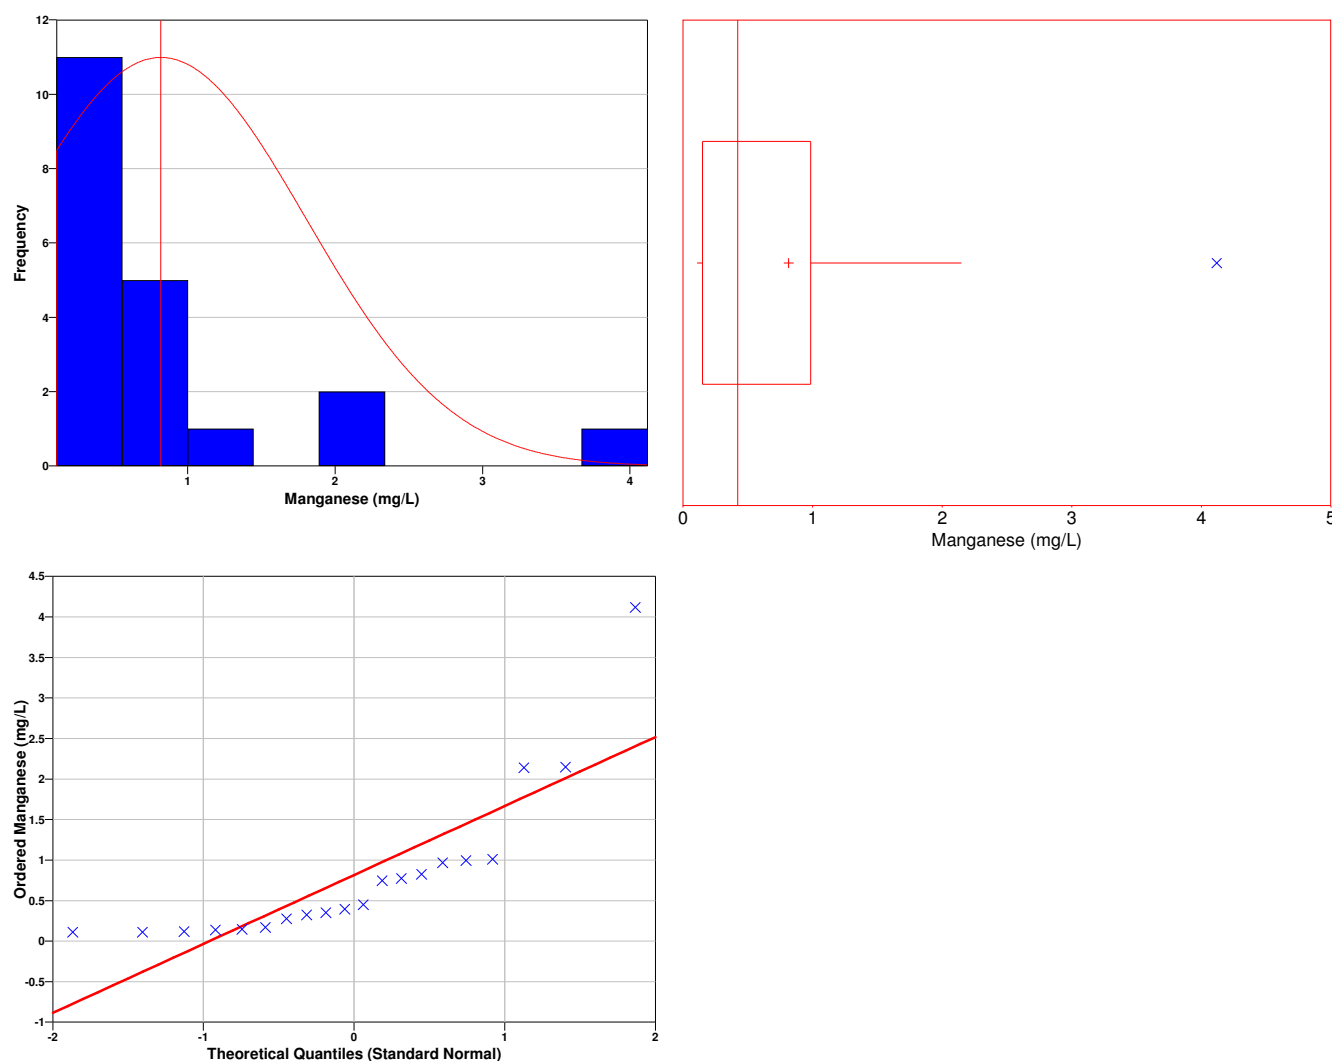 12
10
8
6
4
2
0
Frequency
1 2 3 4
Manganese (mg/L)
0 1 2 3 4 5
Manganese (mg/L)
4.5
4
3.5
3
2.5
2
1.5
1
0.5
0
-0.5
-1
Ordered Manganese (mg/L)
-2 -1 0 1 2
Theoretical Quantiles (Standard Normal)